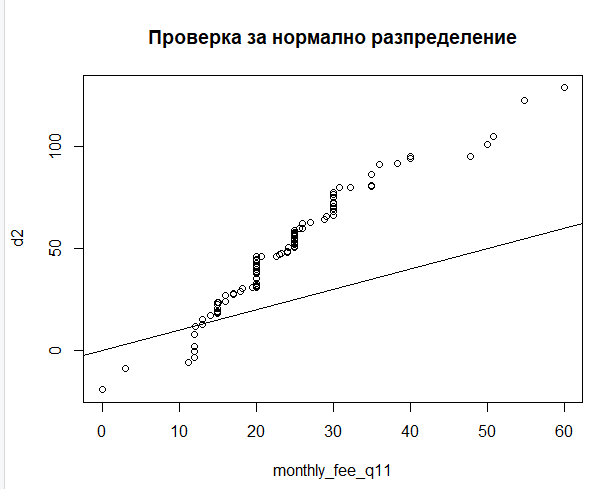 Проверка за нормално разпределение
d2
100
50
0
0 10 20 30 40 50 60
monthly_fee_q11